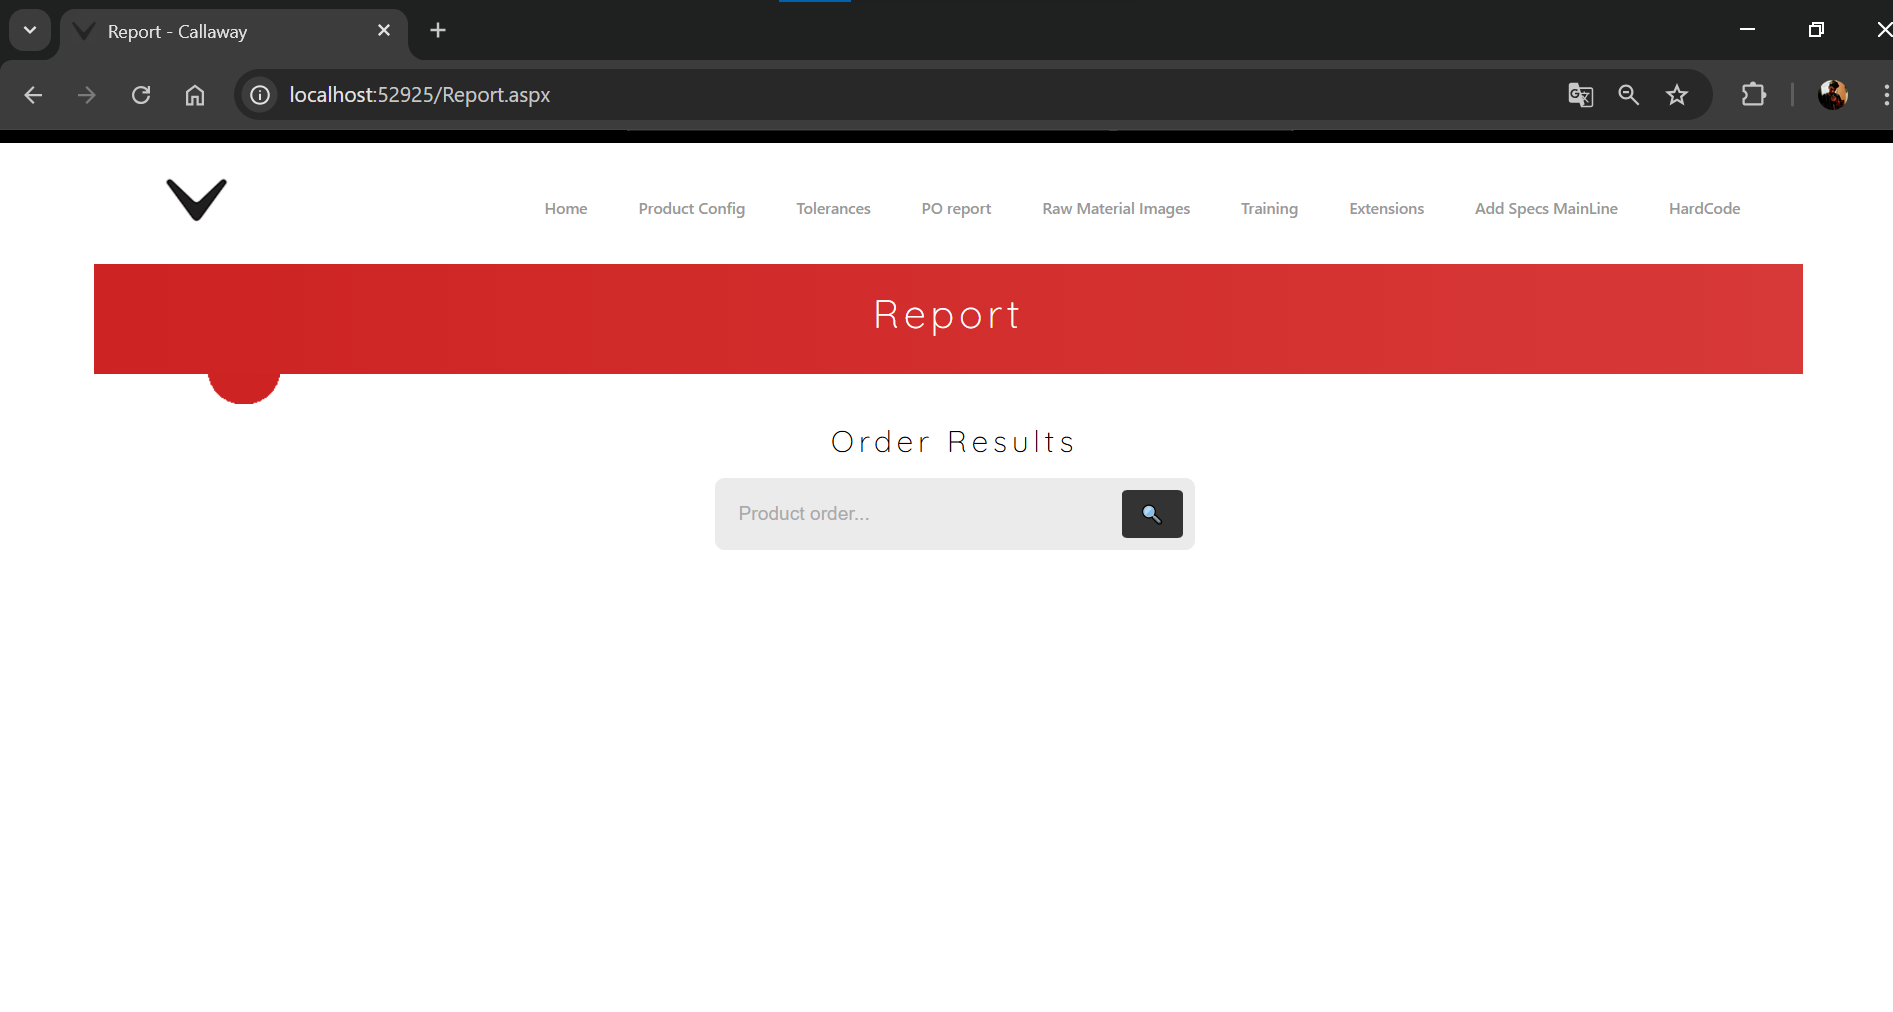 Report - Callaway
localhost:52925/Report.aspx
Home Product Config Tolerances PO report Raw Material Images Training Extensions Add Specs MainLine HardCode
Report
Order Results
Product order...